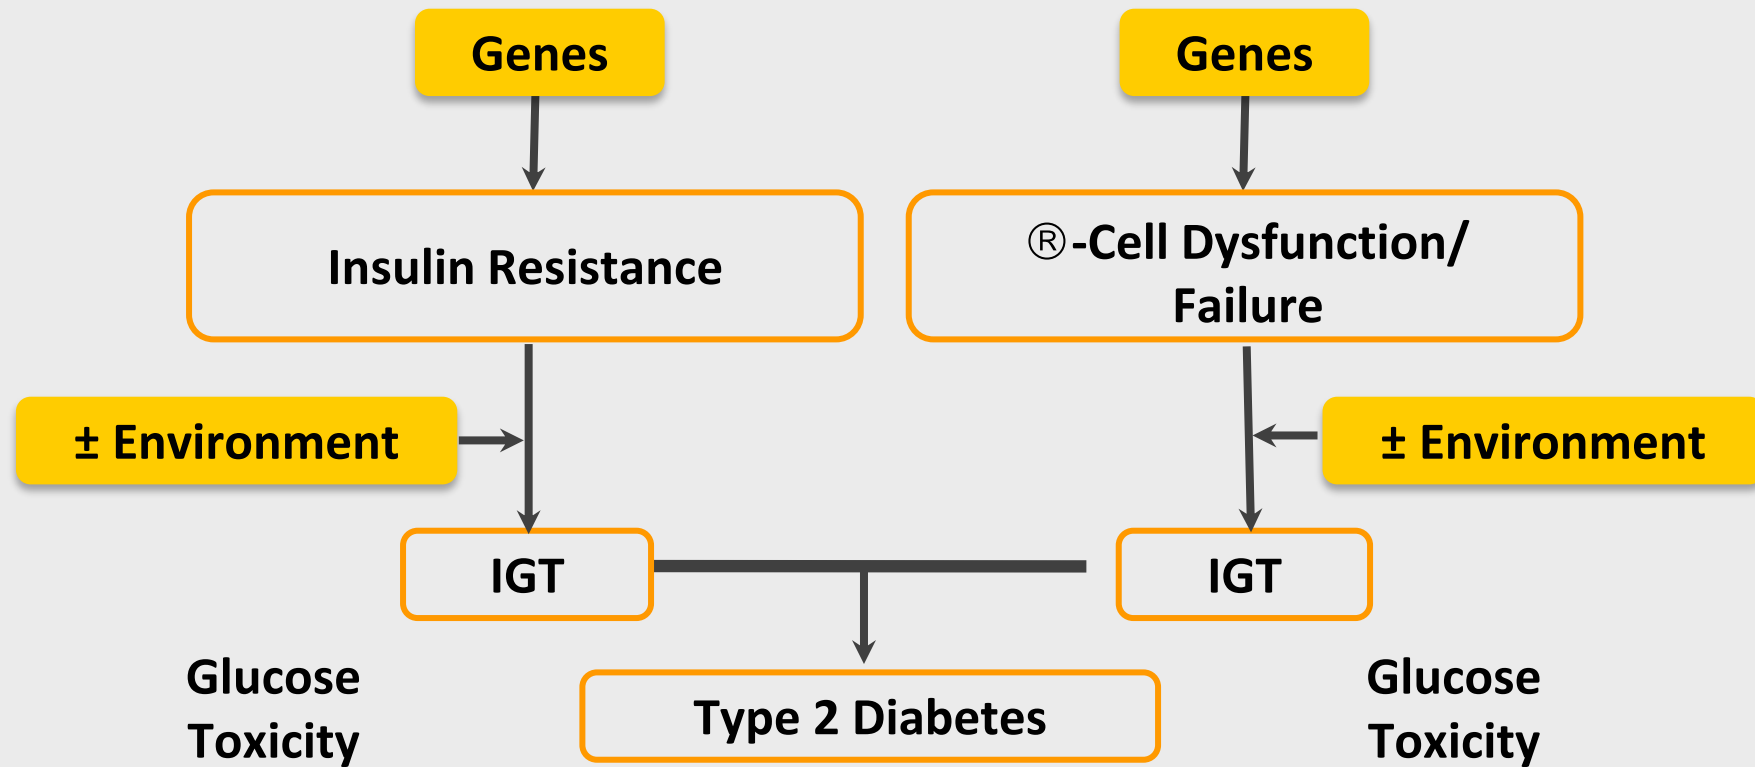 Genes
Genes
Insulin Resistance
®-Cell Dysfunction/
Failure
± Environment
± Environment
IGT
IGT
Glucose
Toxicity
Type 2 Diabetes
Glucose
Toxicity